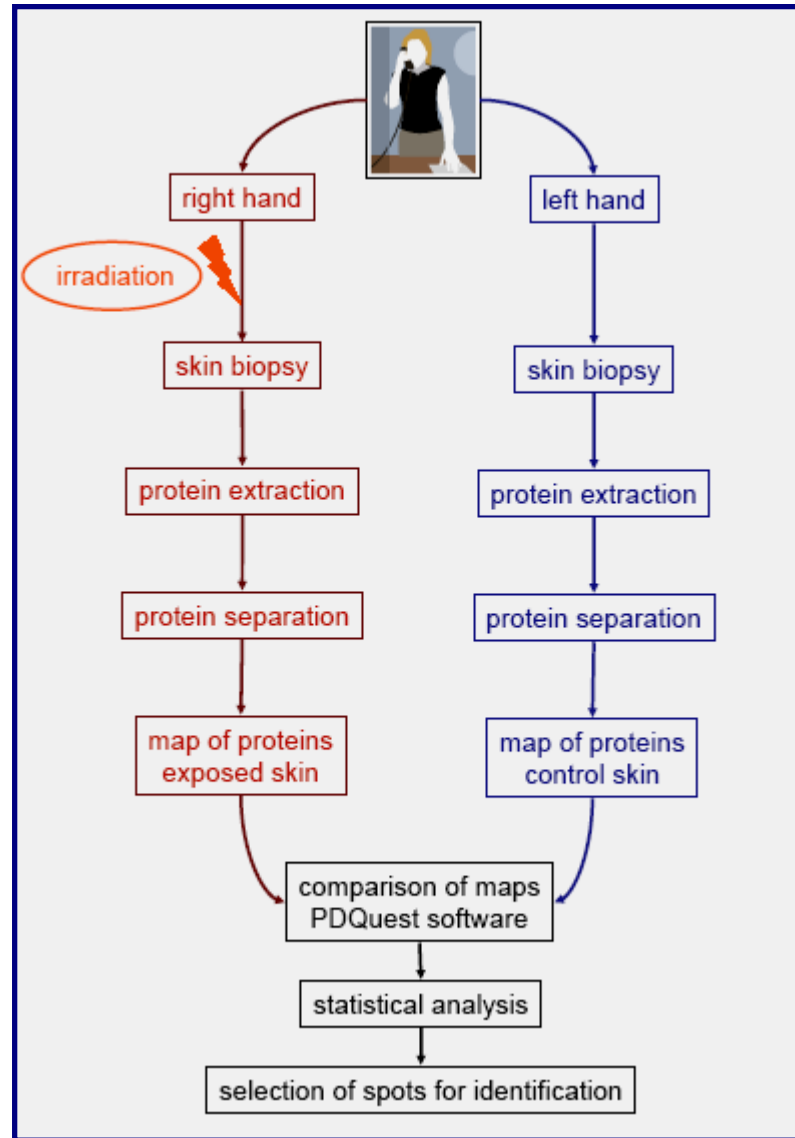 right hand
left hand
irradiation
skin biopsy
skin biopsy
protein extraction
protein extraction
protein separation
protein separation
map of proteins
exposed skin
map of proteins
control skin
comparison of maps
PDQuest software
statistical analysis
selection of spots for identification